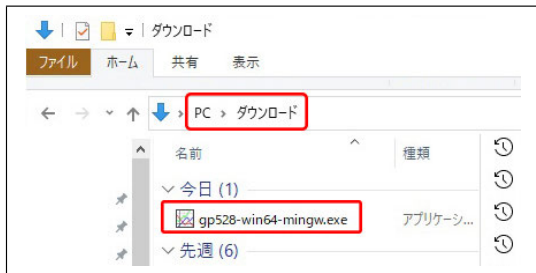 ダウンロード
ファイル ホーム 共有 表示
PC › ダウンロード
名前 種類
今日 (1)
gp528-win64-mingw.exe アプリケーシ...
先週 (6)